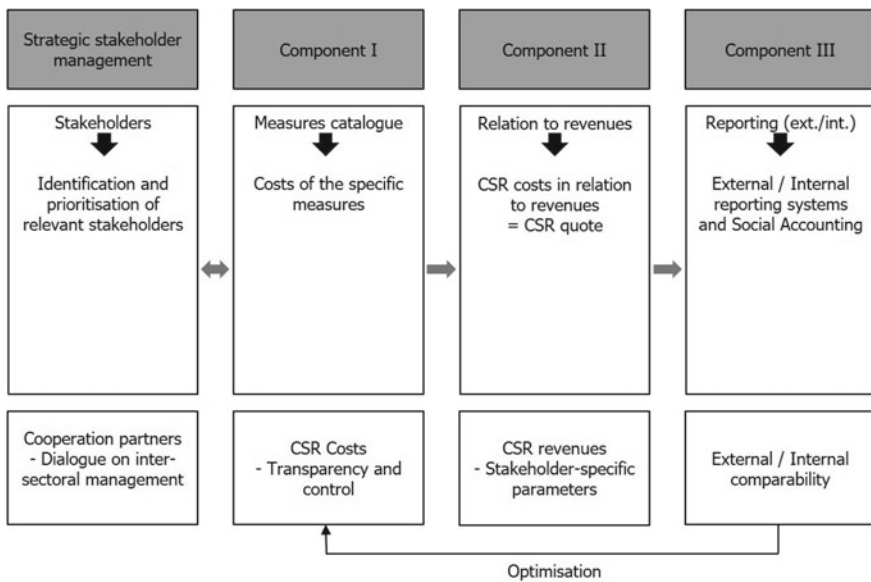 Strategic stakeholder
management
Component I
Component II
Component III
Stakeholders
Identification and
prioritisation of
relevant stakeholders
Measures catalogue
Costs of the specific
measures
Relation to revenues
CSR costs in relation
to revenues
= CSR quote
Reporting (ext./int.)
External / Internal
reporting systems
and Social Accounting
Cooperation partners
- Dialogue on inter-
sectoral management
CSR Costs
- Transparency and
control
CSR revenues
- Stakeholder-specific
parameters
External / Internal
comparability
Optimisation